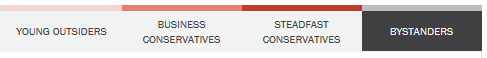 YOUNG OUTSIDERS
BUSINESS
CONSERVATIVES
STEADFAST
CONSERVATIVES
BYSTANDERS